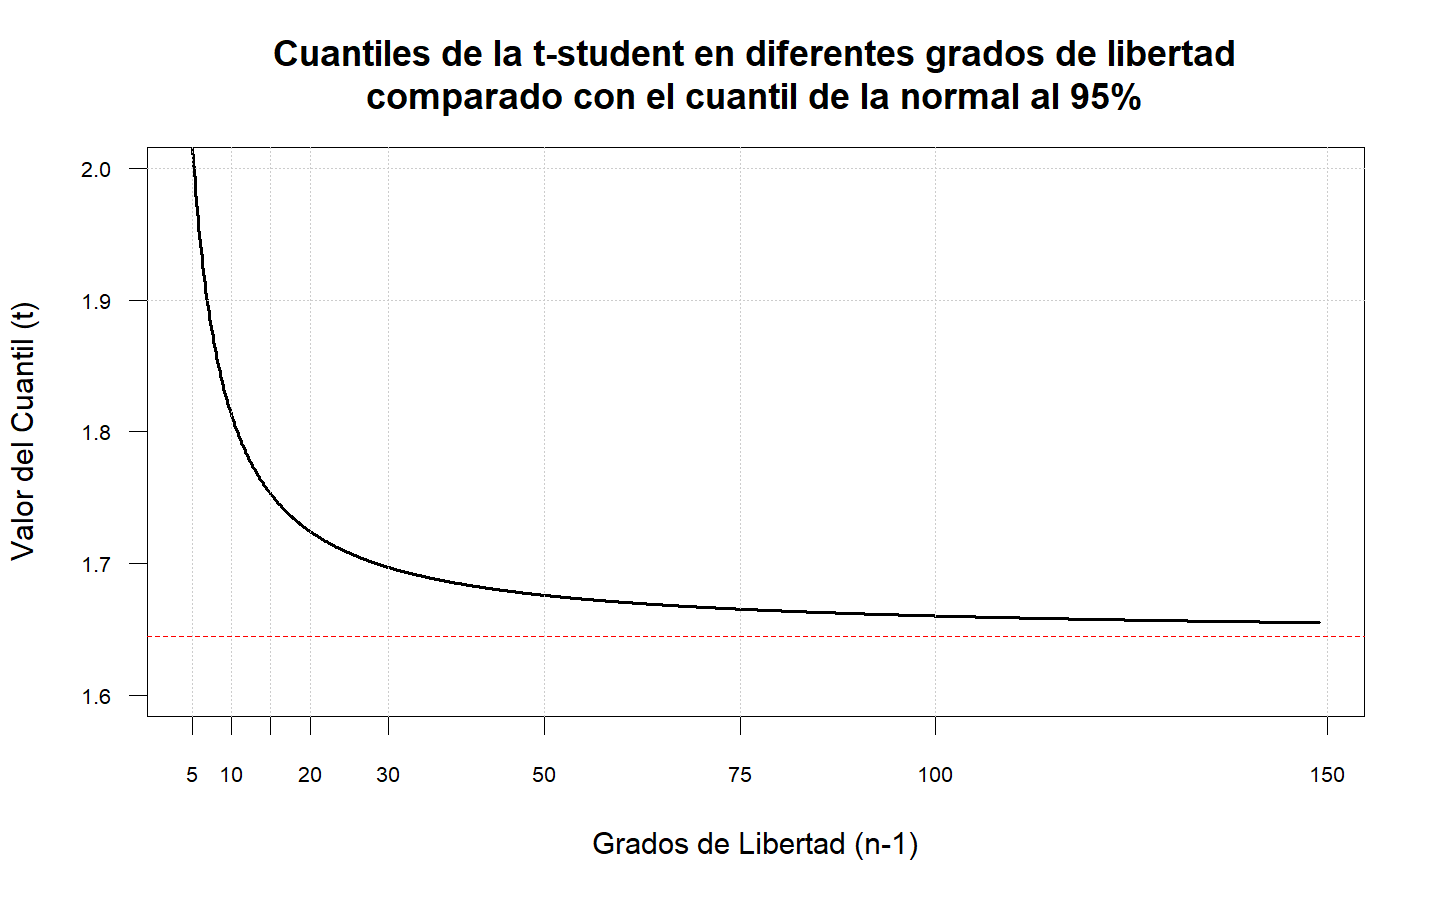 Cuantiles de la t-student en diferentes grados de libertad
comparado con el cuantil de la normal al 95%
Valor del Cuantil (t)
2.0
1.9
1.8
1.7
1.6
5 10 20 30 50 75 100 150
Grados de Libertad (n-1)